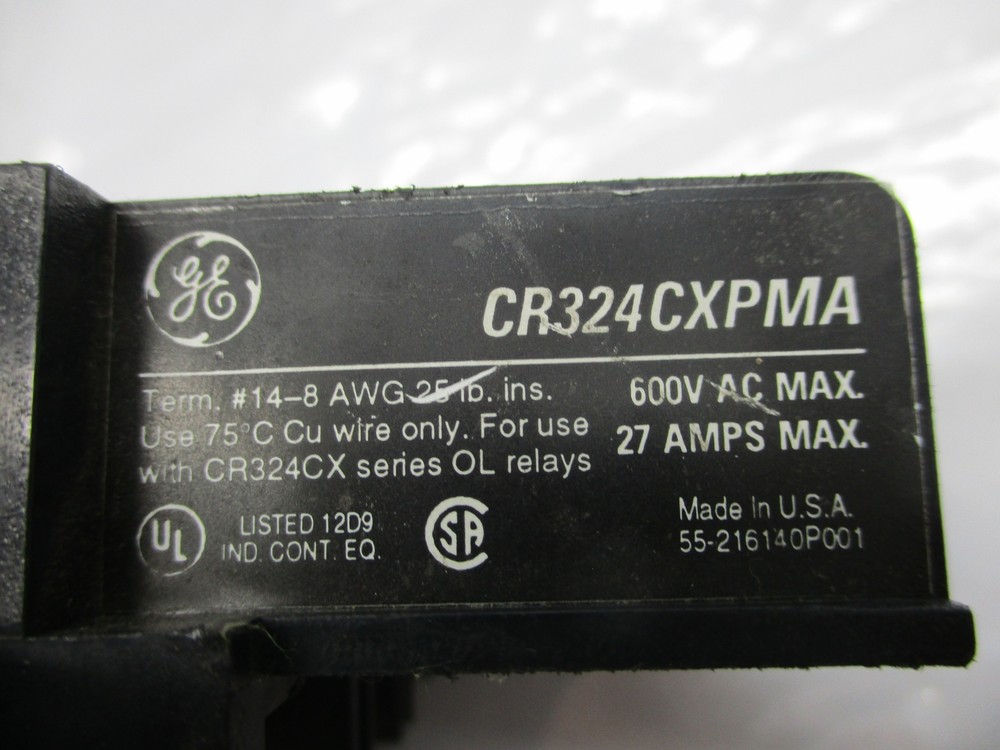 GE
CR324CXPMA
Term. #14-8 AWG 25 lb. ins.
Use 75°C Cu wire only. For use
with CR324CX series OL relays
600V AC MAX.
27 AMPS MAX.
UL
LISTED 12D9
IND. CONT. EQ.
SA
Made In U.S.A.
55-216140P001